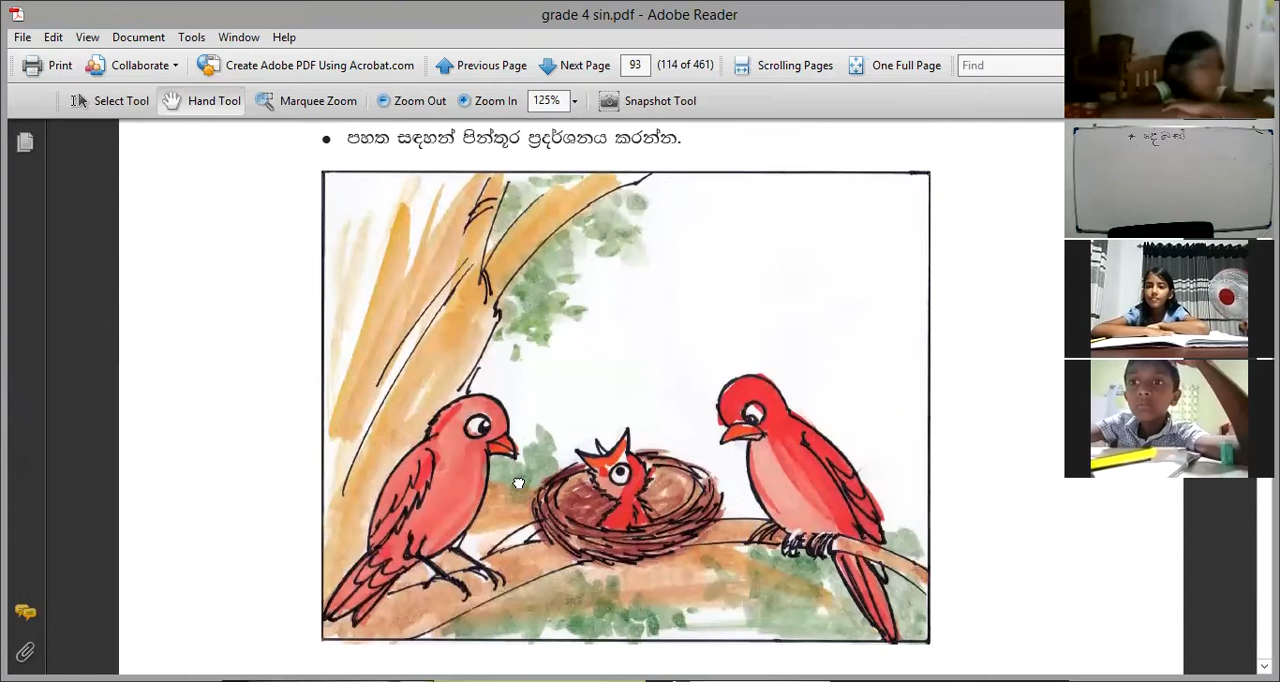 grade 4 sin.pdf - Adobe Reader
File Edit View Document Tools Window Help
Print Collaborate Create Adobe PDF Using Acrobat.com Previous Page Next Page 93 (114 of 461) Scrolling Pages One Full Page Find
Select Tool Hand Tool Marquee Zoom Zoom Out Zoom In 125% Snapshot Tool
• පහත සඳහන් පින්තූර ප්‍රදර්ශනය කරන්න.